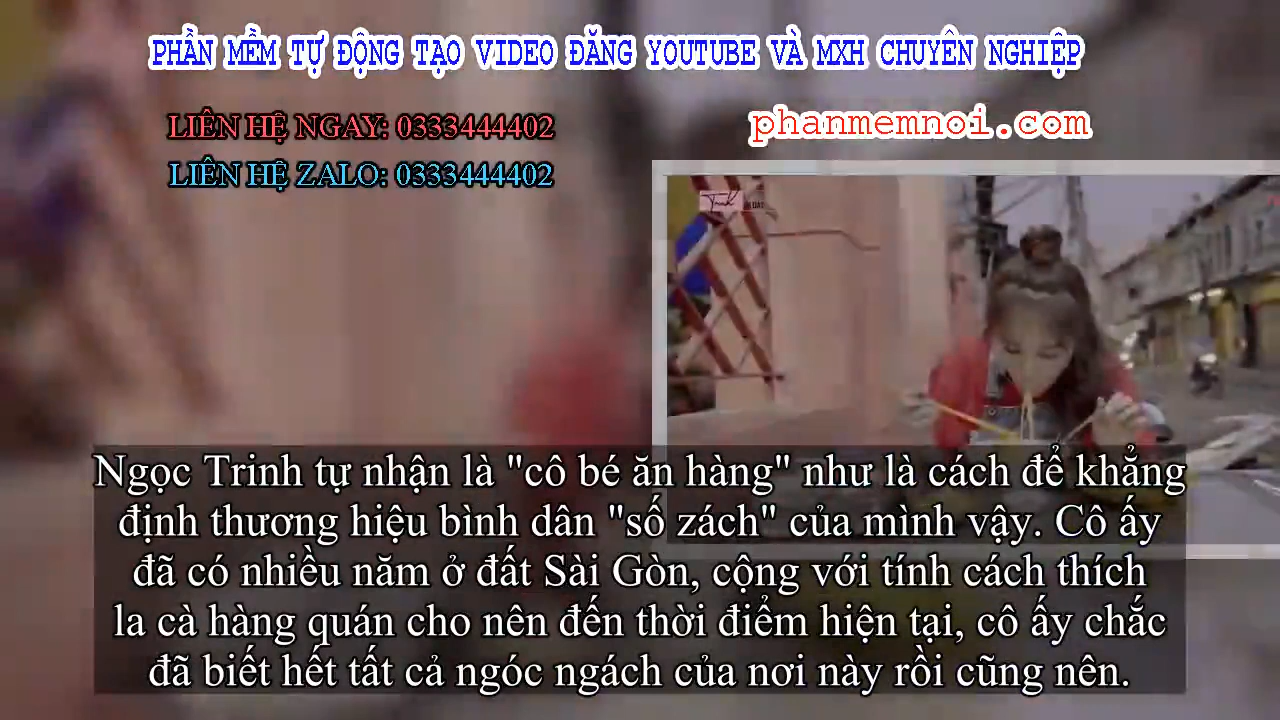 PHẦN MỀM TỰ ĐỘNG TẠO VIDEO ĐĂNG YOUTUBE VÀ MXH CHUYÊN NGHIỆP
LIÊN HỆ NGAY: 0333444402
phanmemnoi.com
LIÊN HỆ ZALO: 0333444402
Trinh
Ngọc Trinh tự nhận là "cô bé ăn hàng" như là cách để khẳng
định thương hiệu bình dân "số zách" của mình vậy. Cô ấy
đã có nhiều năm ở đất Sài Gòn, cộng với tính cách thích
la cà hàng quán cho nên đến thời điểm hiện tại, cô ấy chắc
đã biết hết tất cả ngóc ngách của nơi này rồi cũng nên.